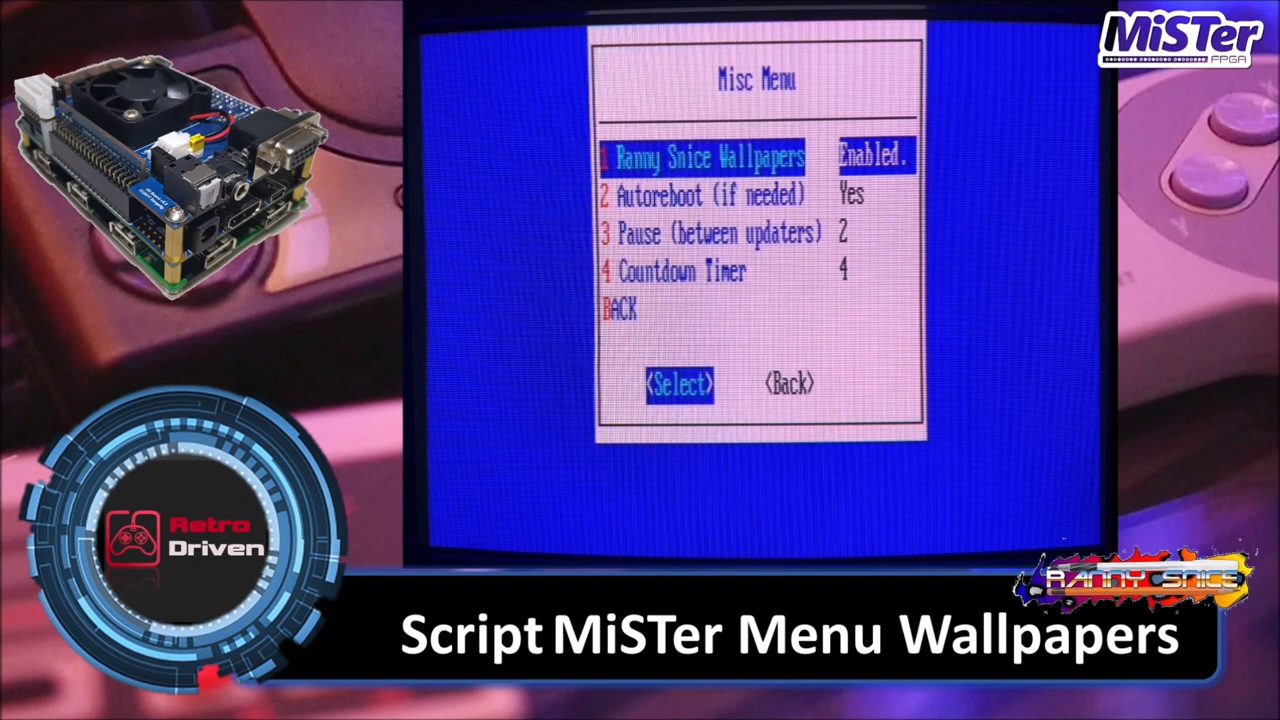 MiSTer
FPGA
Misc Menu
1 Ranny Snice Wallpapers Enabled.
2 Autoreboot (if needed) Yes
3 Pause (between updaters) 2
4 Countdown Timer 4
BACK
<Select> <Back>
Retro
Driven
RANNY SNICE
Script MiSTer Menu Wallpapers